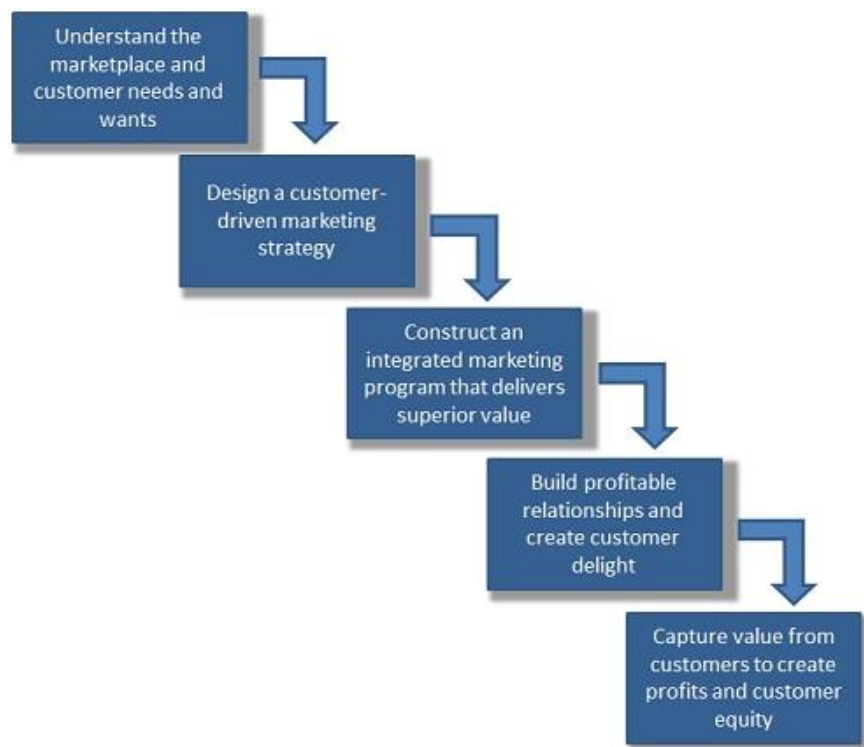 Understand the
marketplace and
customer needs and
wants
Design a customer-
driven marketing
strategy
Construct an
integrated marketing
program that delivers
superior value
Build profitable
relationships and
create customer
delight
Capture value from
customers to create
profits and customer
equity